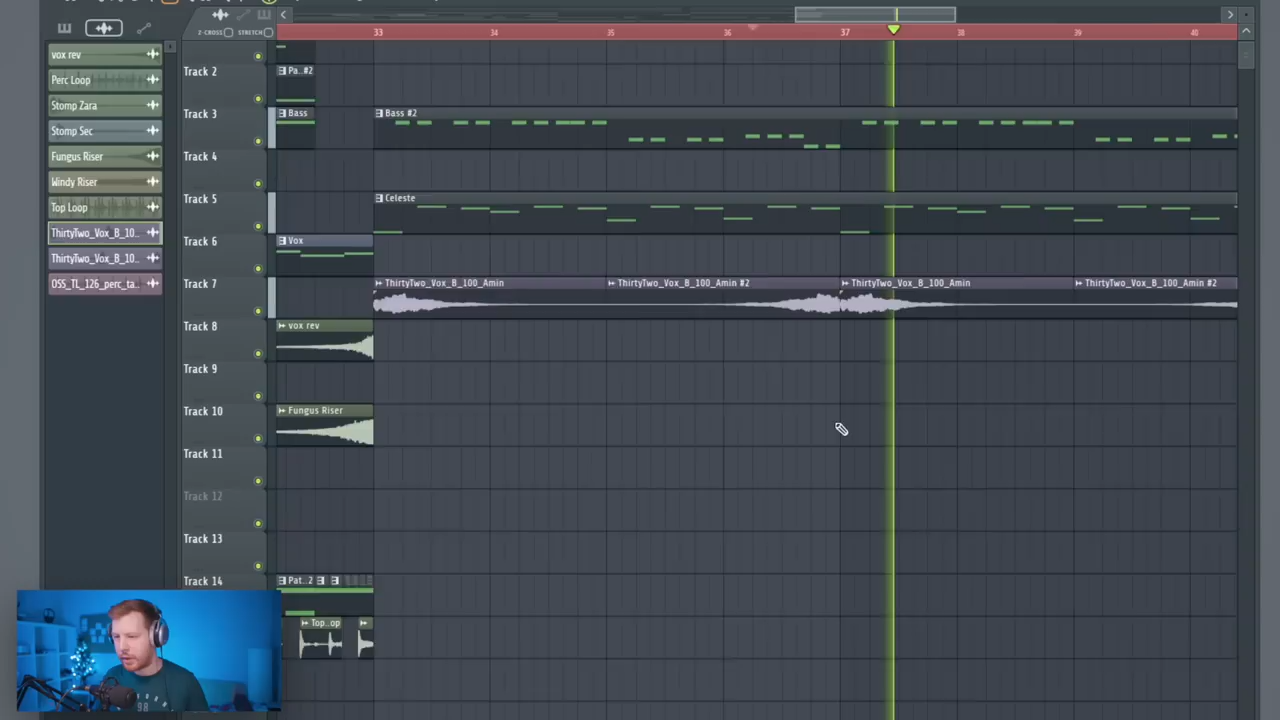 Z-CROSS STRETCH
33 34 35 36 37 38 39 40
vox rev
Perc Loop
Stomp Zara
Stomp Sec
Fungus Riser
Windy Riser
Top Loop
ThirtyTwo_Vox_B_10..
ThirtyTwo_Vox_B_10..
OSS_TL_126_perc_ta..
Track 2 Pa..#2
Track 3 Bass Bass #2
Track 4
Track 5 Celeste
Track 6 Vox
Track 7 ThirtyTwo_Vox_B_100_Amin ThirtyTwo_Vox_B_100_Amin #2 ThirtyTwo_Vox_B_100_Amin ThirtyTwo_Vox_B_100_Amin #2
Track 8 vox rev
Track 9
Track 10 Fungus Riser
Track 11
Track 12
Track 13
Track 14 Pat..2
Top..op